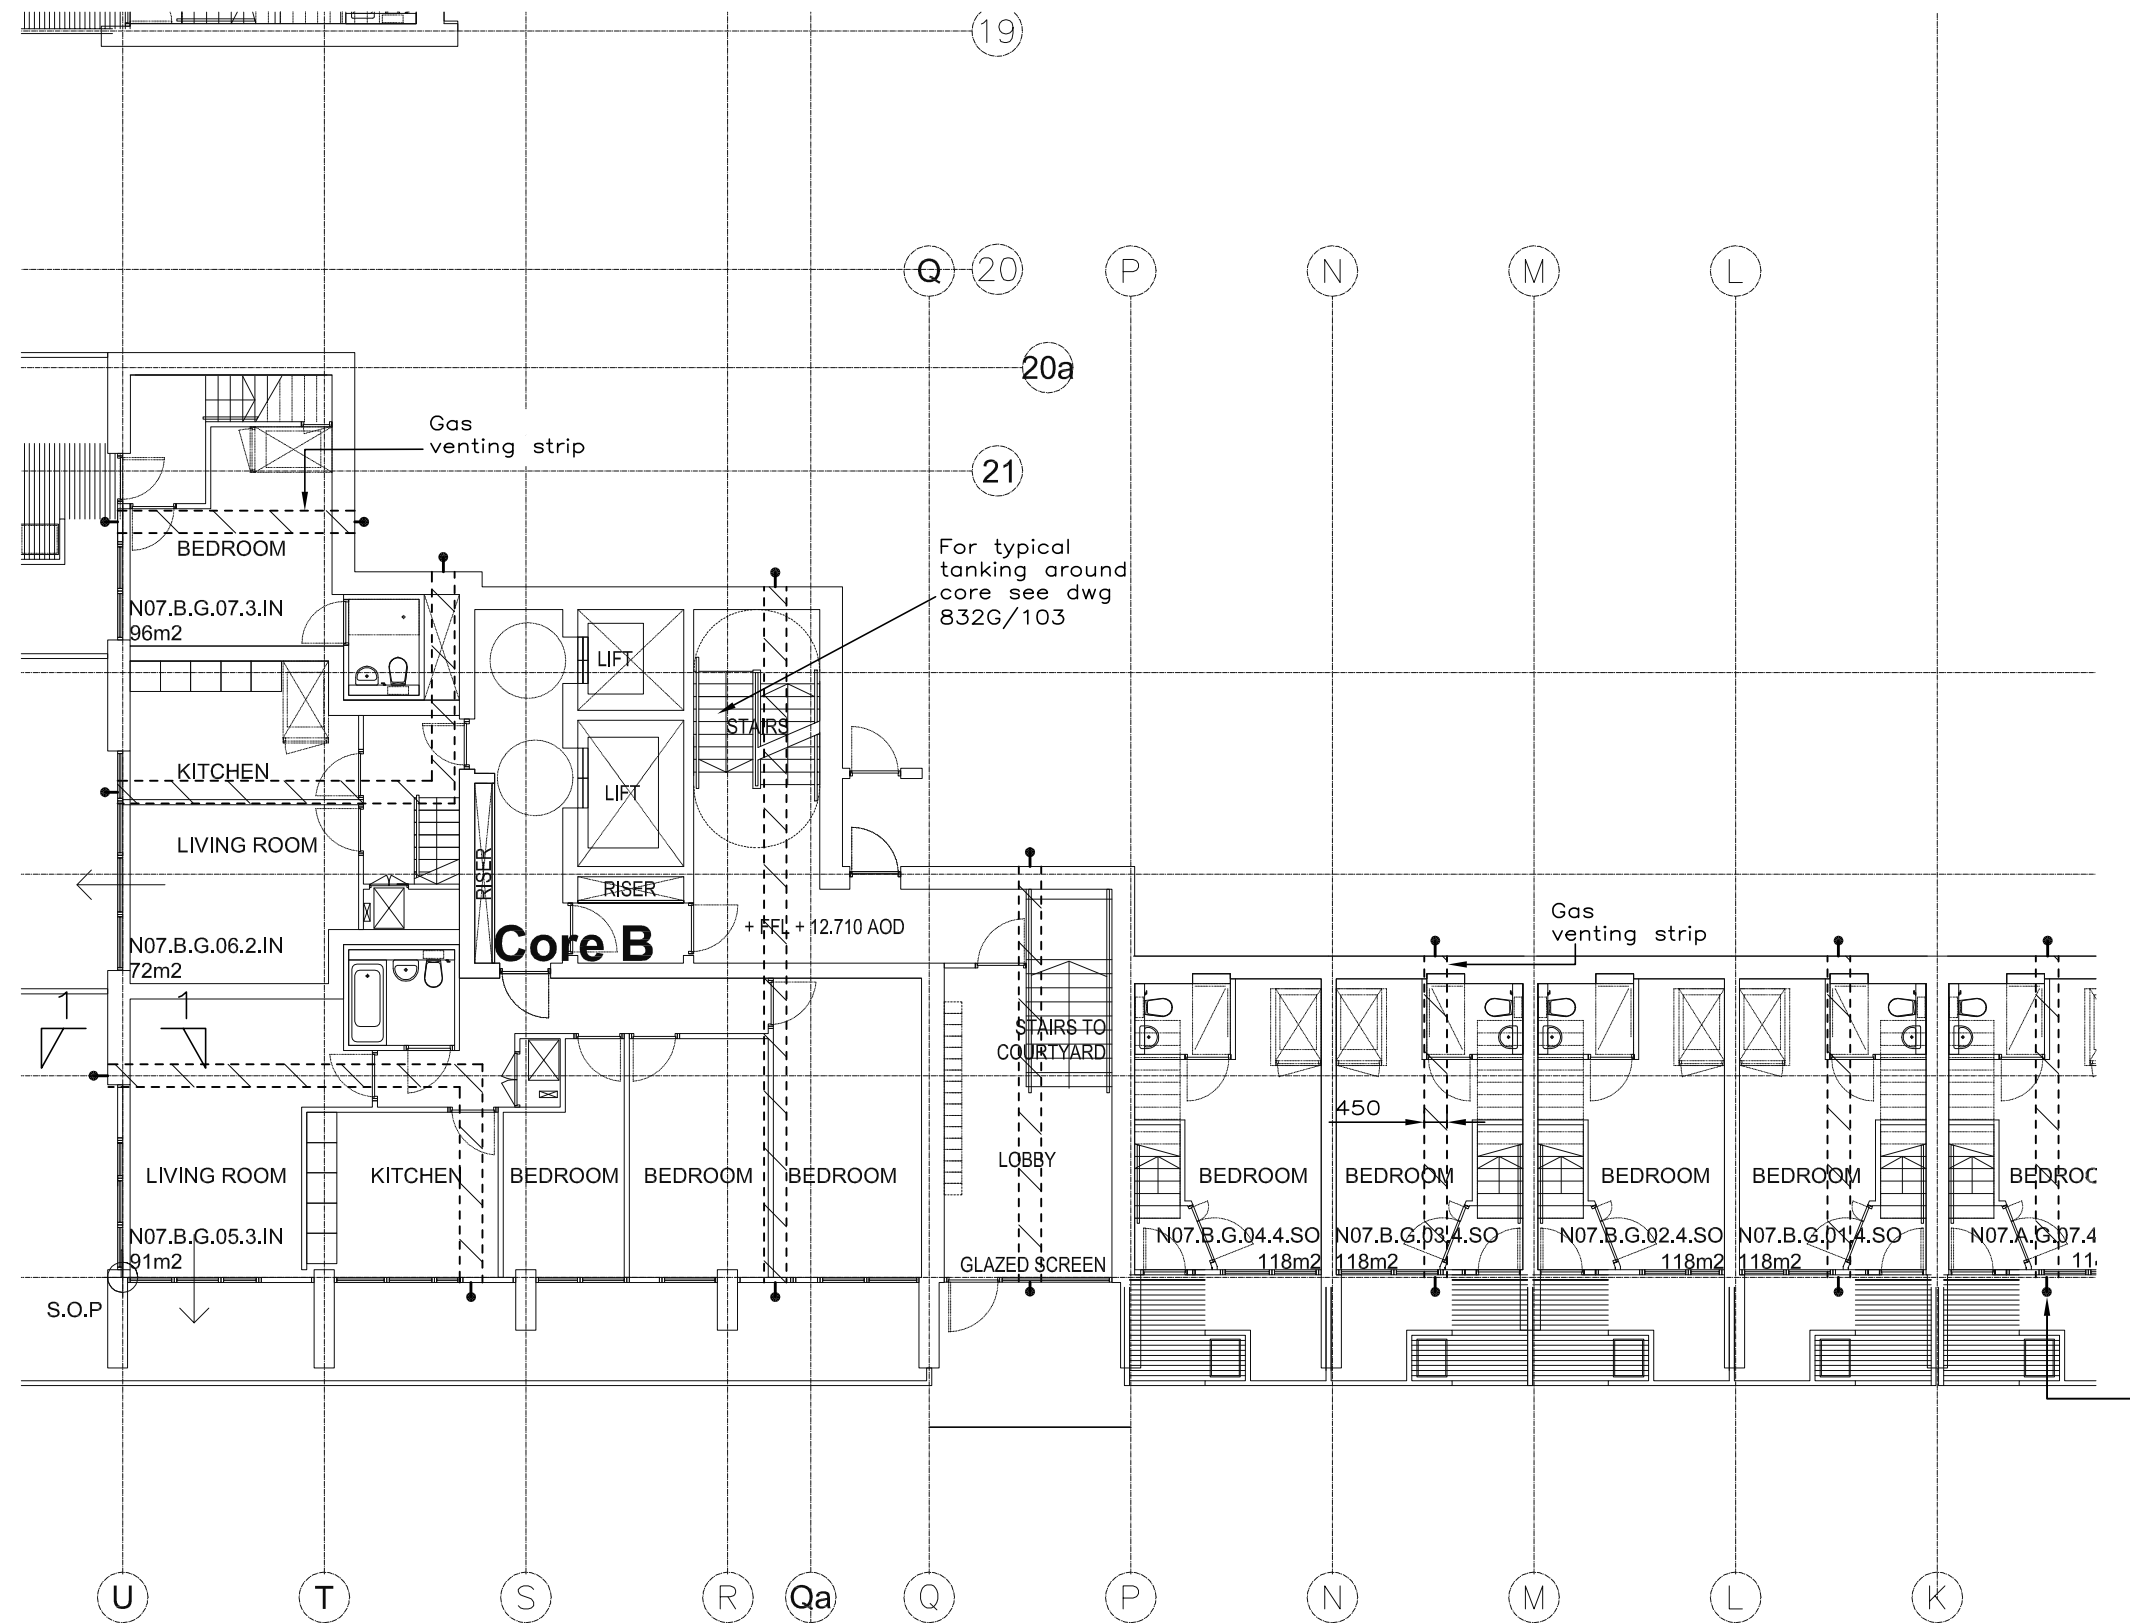 19
Q
20
P
N
M
L
20a
Gas
venting strip
21
For typical
tanking around
core see dwg
832G/103
BEDROOM
N07.B.G.07.3.IN
96m2
LIFT
STAIRS
KITCHEN
LIFT
LIVING ROOM
RISER
RISER
N07.B.G.06.2.IN
72m2
Core B
+ FFL + 12.710 AOD
Gas
venting strip
1
1
STAIRS TO
COURTYARD
450
LIVING ROOM
KITCHEN
BEDROOM
BEDROOM
BEDROOM
LOBBY
BEDROOM
BEDROOM
BEDROOM
BEDROOM
N07.B.G.05.3.IN
91m2
GLAZED SCREEN
N07.B.G.04.4.SO
118m2
N07.B.G.03.4.SO
118m2
N07.B.G.02.4.SO
118m2
N07.B.G.01.4.SO
118m2
N07.A.G.07.4
S.O.P
U
T
S
R
Qa
Q
P
N
M
L
K